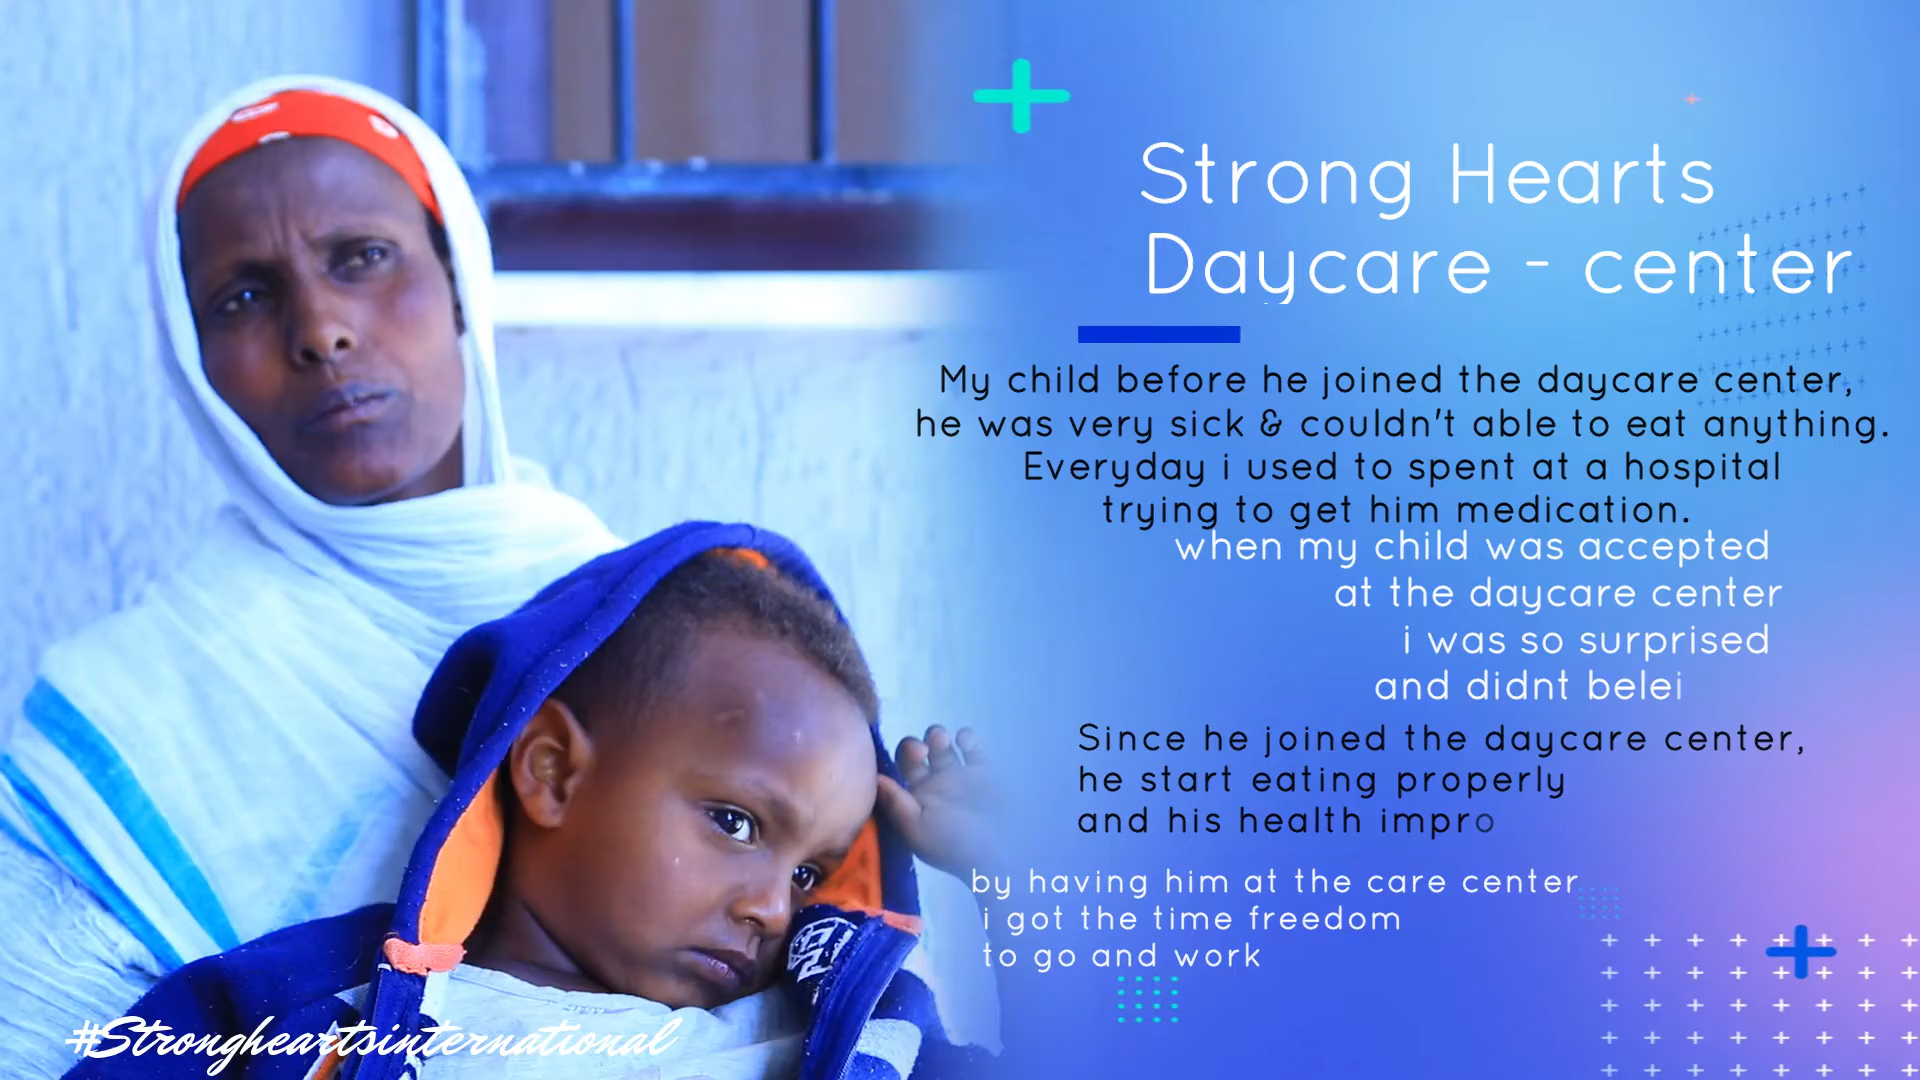 Strong Hearts
Daycare - center
My child before he joined the daycare center,
he was very sick & couldn't able to eat anything.
Everyday i used to spent at a hospital
trying to get him medication.
when my child was accepted
at the daycare center
i was so surprised
and didnt belei
Since he joined the daycare center,
he start eating properly
and his health impro
by having him at the care center
i got the time freedom
to go and work
#Strongheartsinternational